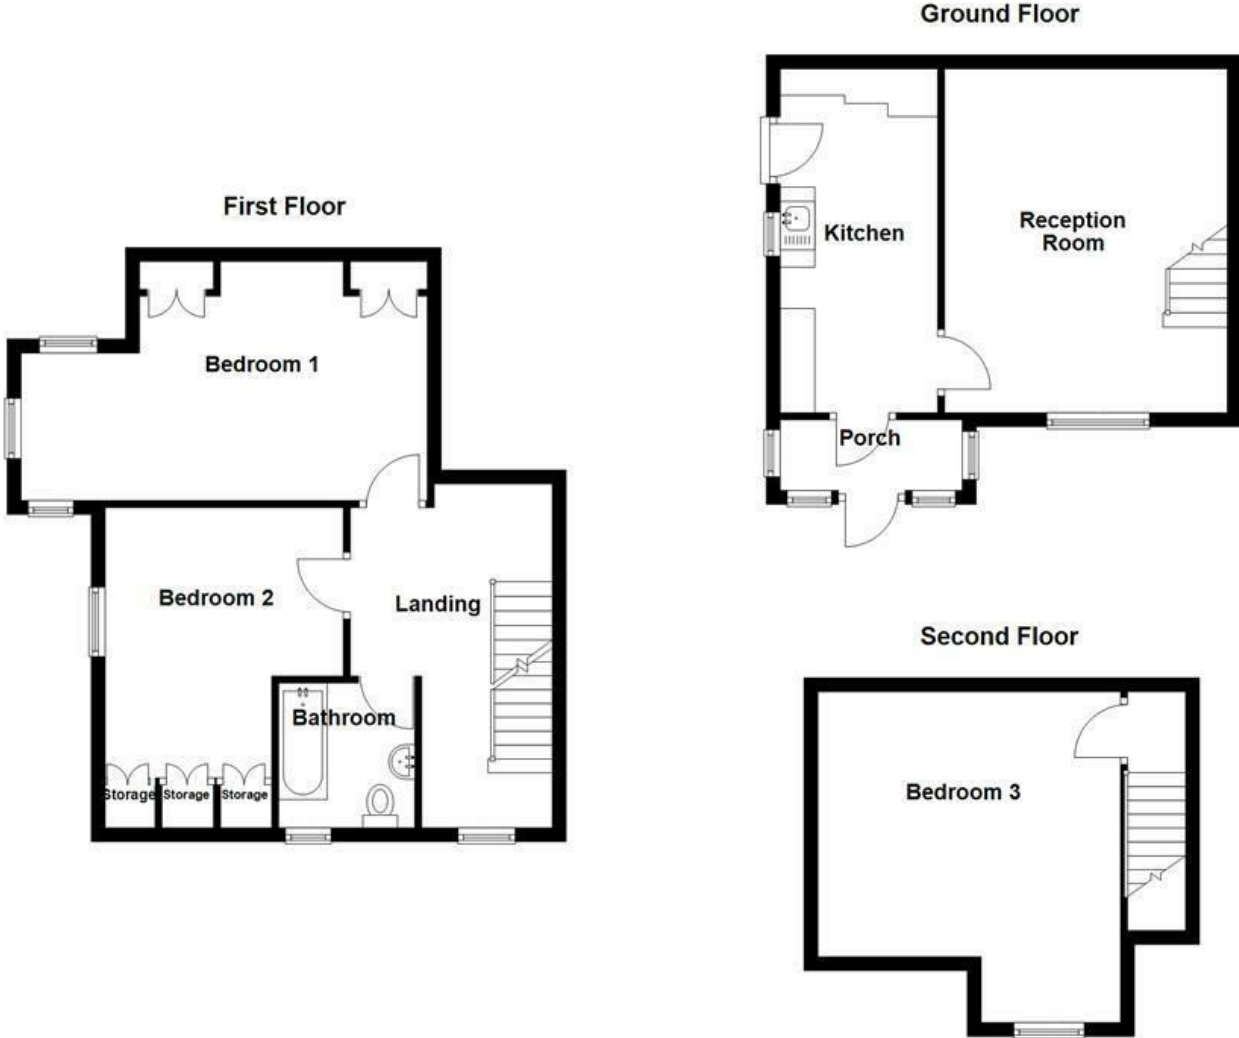 Ground Floor
Kitchen
Reception
Room
Porch
First Floor
Bedroom 1
Bedroom 2
Landing
Bathroom
Storage
Storage
Storage
Second Floor
Bedroom 3